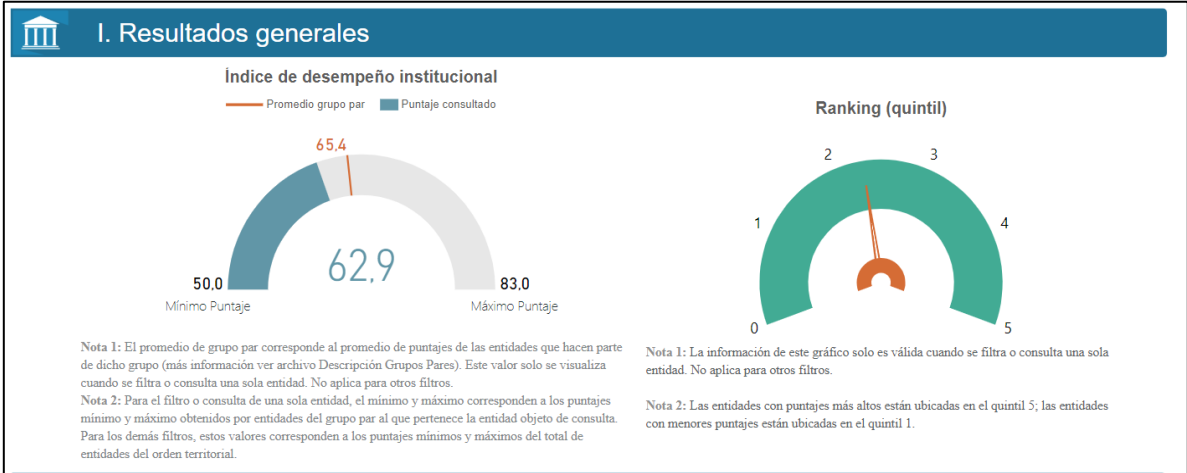 I. Resultados generales
Índice de desempeño institucional
Promedio grupo par Puntaje consultado
65,4
62,9
50,0
Mínimo Puntaje
83,0
Máximo Puntaje
Nota 1: El promedio de grupo par corresponde al promedio de puntajes de las entidades que hacen parte
de dicho grupo (más información ver archivo Descripción Grupos Pares). Este valor solo se visualiza
cuando se filtra o consulta una sola entidad. No aplica para otros filtros.
Nota 2: Para el filtro o consulta de una sola entidad, el mínimo y máximo corresponden a los puntajes
mínimo y máximo obtenidos por entidades del grupo par al que pertenece la entidad objeto de consulta.
Para los demás filtros, estos valores corresponden a los puntajes mínimos y máximos del total de
entidades del orden territorial.
Ranking (quintil)
0
1
2
3
4
5
Nota 1: La información de este gráfico solo es válida cuando se filtra o consulta una sola
entidad. No aplica para otros filtros.
Nota 2: Las entidades con puntajes más altos están ubicadas en el quintil 5; las entidades
con menores puntajes están ubicadas en el quintil 1.